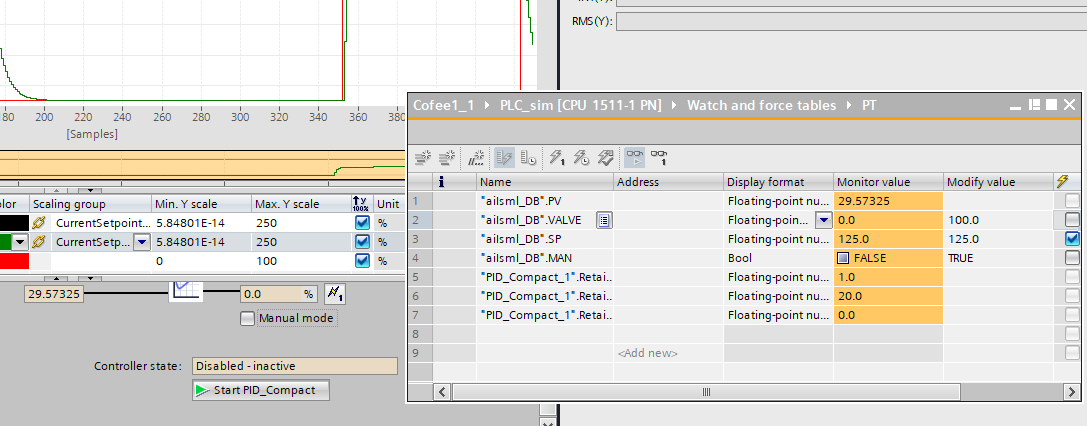 INT(Y):
RMS(Y):
180 200 220 240 260 280 300 320 340 360 380
[Samples]
Cofee1_1 PLC_sim [CPU 1511-1 PN] Watch and force tables PT
i Name Address Display format Monitor value Modify value
1 "ailsml_DB".PV Floating-point nu... 29.57325
2 "ailsml_DB".VALVE Floating-poin... 0.0 100.0
3 "ailsml_DB".SP Floating-point nu... 125.0 125.0
4 "ailsml_DB".MAN Bool FALSE TRUE
5 "PID_Compact_1".Retai.. Floating-point nu... 1.0
6 "PID_Compact_1".Retai.. Floating-point nu... 20.0
7 "PID_Compact_1".Retai.. Floating-point nu... 0.0
8
9 <Add new>
olor Scaling group Min. Y scale Max. Y scale Y 100% Unit
CurrentSetpoint... 5.84801E-14 250 %
CurrentSetp... 5.84801E-14 250 %
0 100 %
29.57325 0.0 %
Manual mode
Controller state: Disabled - inactive
Start PID_Compact